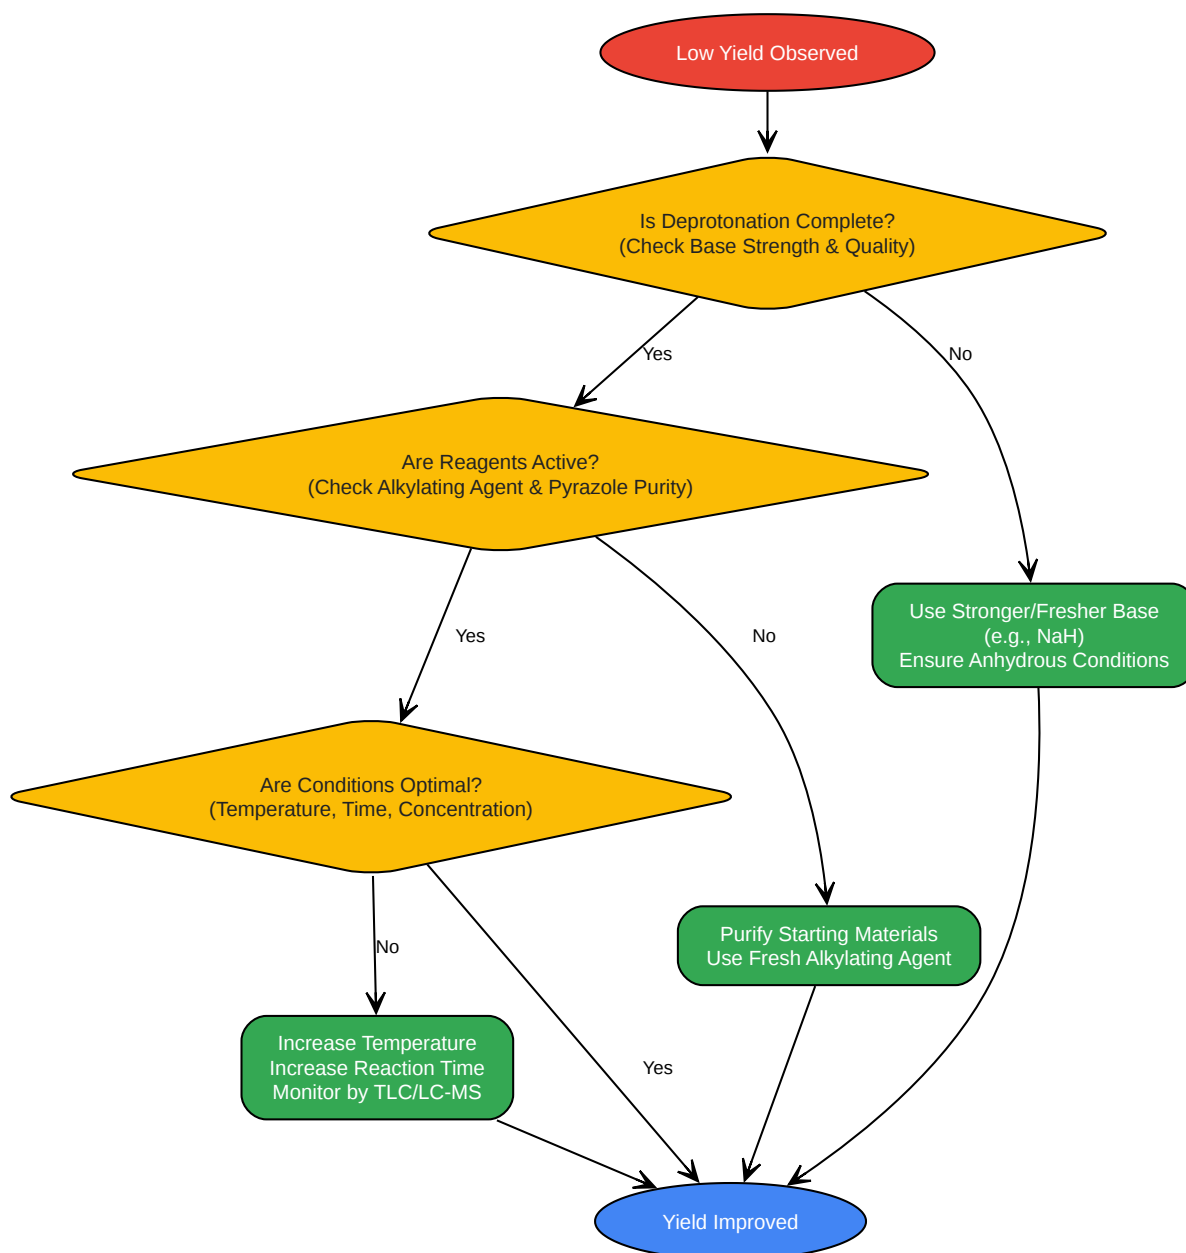 Low Yield Observed
Is Deprotonation Complete?
(Check Base Strength & Quality)
Yes
No
Are Reagents Active?
(Check Alkylating Agent & Pyrazole Purity)
Yes
No
Use Stronger/Fresher Base
(e.g., NaH)
Ensure Anhydrous Conditions
Are Conditions Optimal?
(Temperature, Time, Concentration)
No
Yes
Purify Starting Materials
Use Fresh Alkylating Agent
Increase Temperature
Increase Reaction Time
Monitor by TLC/LC-MS
Yield Improved